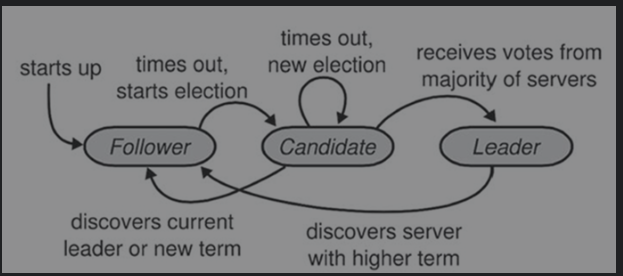 starts up
times out,
starts election
times out,
new election
receives votes from
majority of servers
Follower
Candidate
Leader
discovers current
leader or new term
discovers server
with higher term